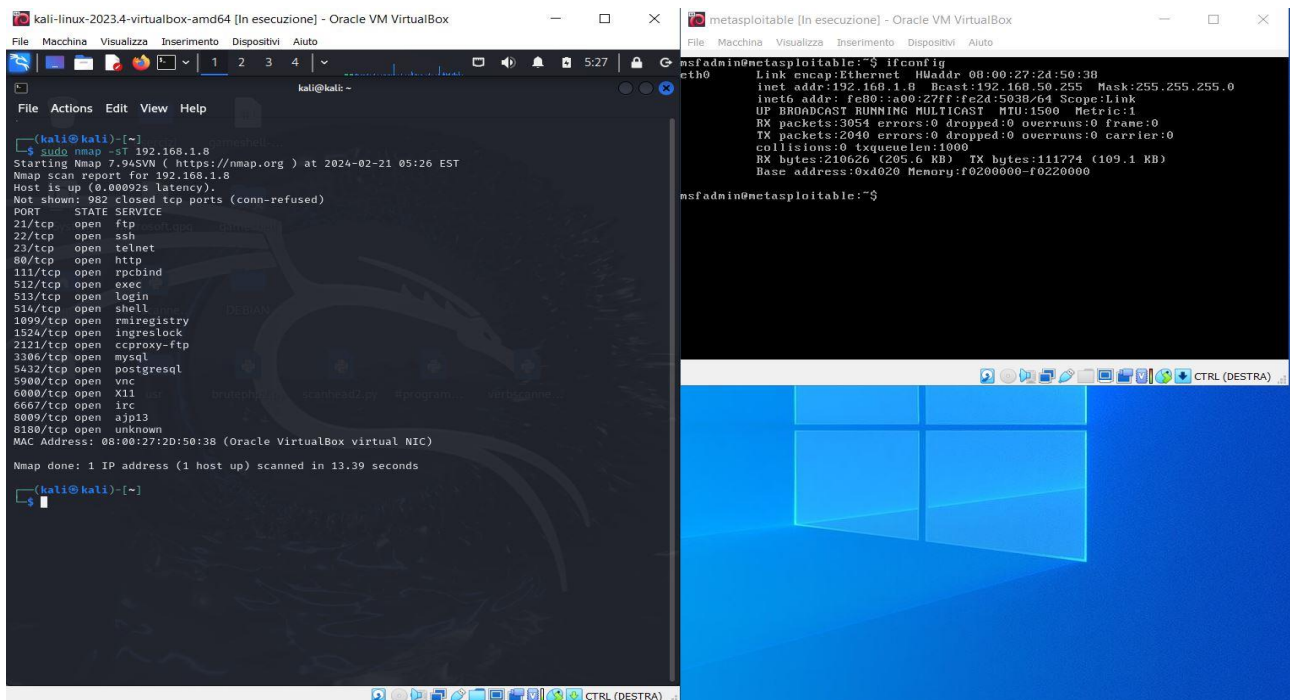 kali-linux-2023.4-virtualbox-amd64 [In esecuzione] - Oracle VM VirtualBox
File Macchina Visualizza Inserimento Dispositivi Aiuto
1 2 3 4 5:27
kali@kali: ~
File Actions Edit View Help
(kali㉿kali)-[~]
$ sudo nmap -sT 192.168.1.8
Starting Nmap 7.94SVN ( https://nmap.org ) at 2024-02-21 05:26 EST
Nmap scan report for 192.168.1.8
Host is up (0.00092s latency).
Not shown: 982 closed tcp ports (conn-refused)
PORT STATE SERVICE
21/tcp open ftp
22/tcp open ssh
23/tcp open telnet
80/tcp open http
111/tcp open rpcbind
512/tcp open exec
513/tcp open login
514/tcp open shell
1099/tcp open rmiregistry
1524/tcp open ingreslock
2121/tcp open ccproxy-ftp
3306/tcp open mysql
5432/tcp open postgresql
5900/tcp open vnc
6000/tcp open X11
6667/tcp open irc
8009/tcp open ajp13
8180/tcp open unknown
MAC Address: 08:00:27:2D:50:38 (Oracle VirtualBox virtual NIC)
Nmap done: 1 IP address (1 host up) scanned in 13.39 seconds
(kali㉿kali)-[~]
$
DEBIAN
CTRL (DESTRA)
metasploitable [In esecuzione] - Oracle VM VirtualBox
File Macchina Visualizza Inserimento Dispositivi Aiuto
msfadmin@metasploitable:~$ ifconfig
eth0 Link encap:Ethernet HWaddr 08:00:27:2d:50:38
inet addr:192.168.1.8 Bcast:192.168.50.255 Mask:255.255.255.0
inet6 addr: fe80::a00:27ff:fe2d:5038/64 Scope:Link
UP BROADCAST RUNNING MULTICAST MTU:1500 Metric:1
RX packets:3054 errors:0 dropped:0 overruns:0 frame:0
TX packets:2040 errors:0 dropped:0 overruns:0 carrier:0
collisions:0 txqueuelen:1000
RX bytes:210626 (205.6 KB) TX bytes:111774 (109.1 KB)
Base address:0xd020 Memory:f0200000-f0220000
msfadmin@metasploitable:~$
CTRL (DESTRA)